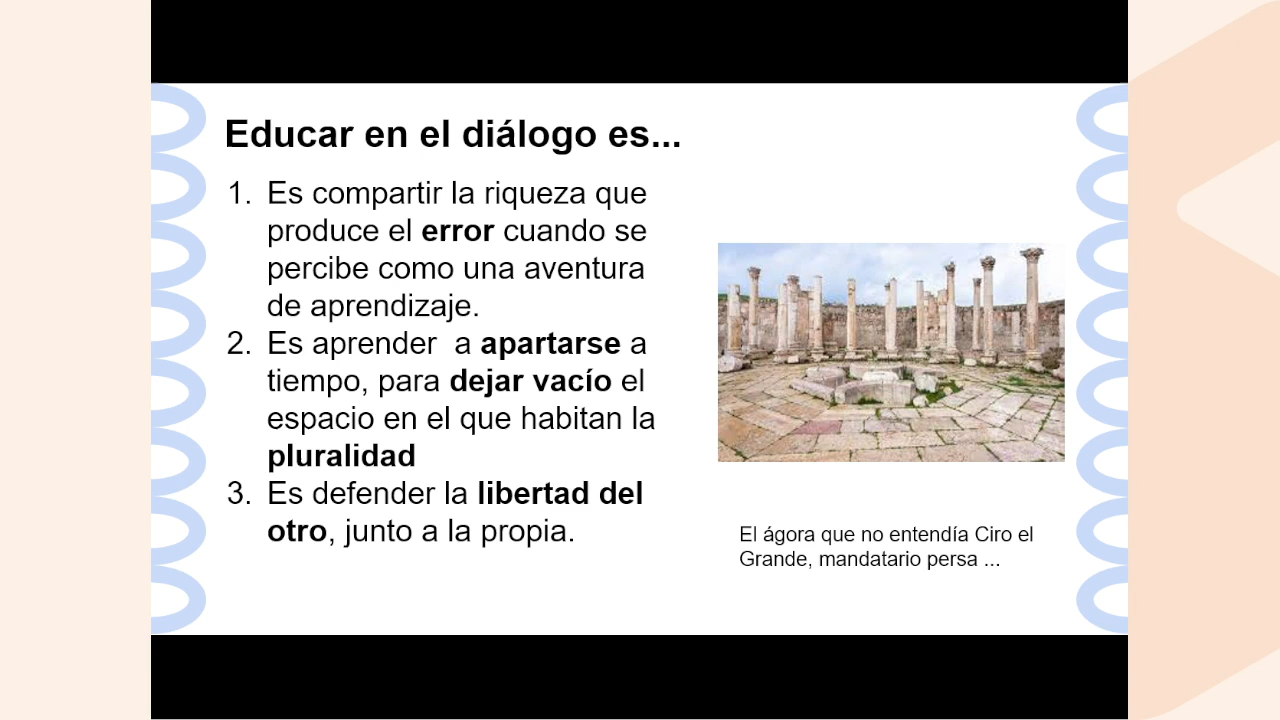 Educar en el diálogo es...
1. Es compartir la riqueza que
produce el error cuando se
percibe como una aventura
de aprendizaje.
2. Es aprender  a apartarse a
tiempo, para dejar vacío el
espacio en el que habitan la
pluralidad
3. Es defender la libertad del
otro, junto a la propia.
El ágora que no entendía Ciro el
Grande, mandatario persa ...